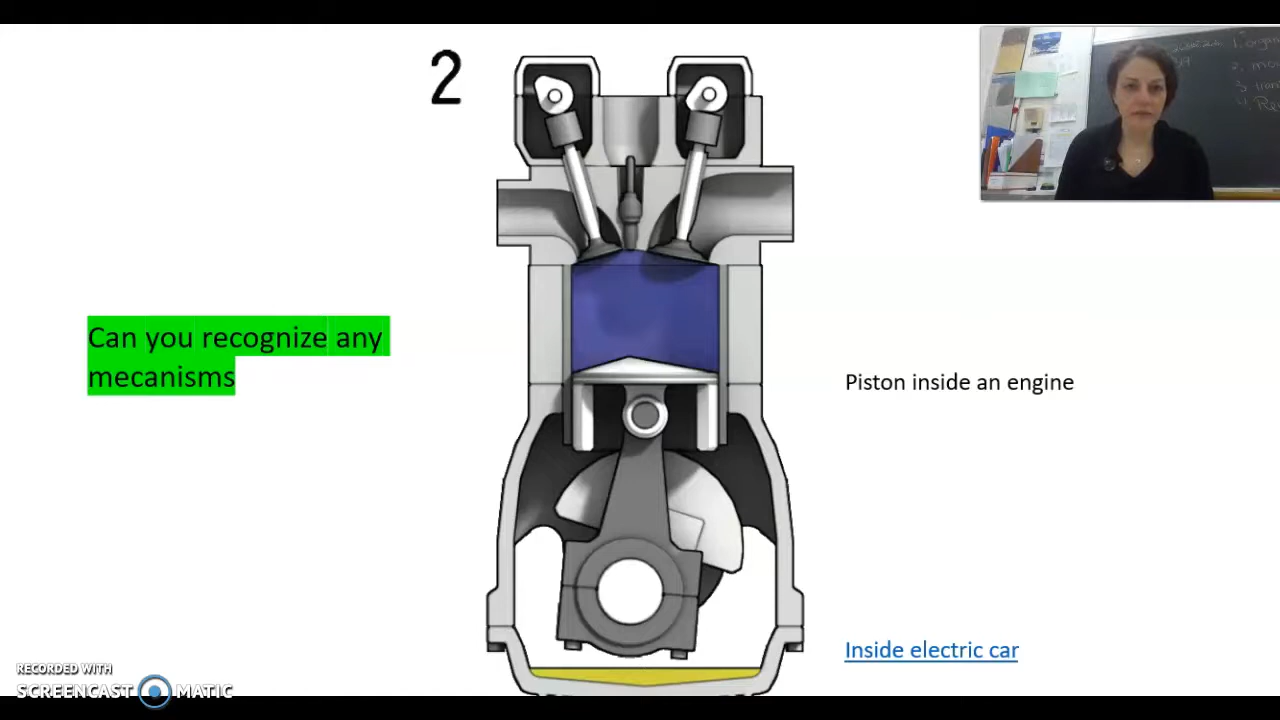 2
Can you recognize any
mecanisms
Piston inside an engine
Inside electric car
RECORDED WITH
SCREENCAST MATIC